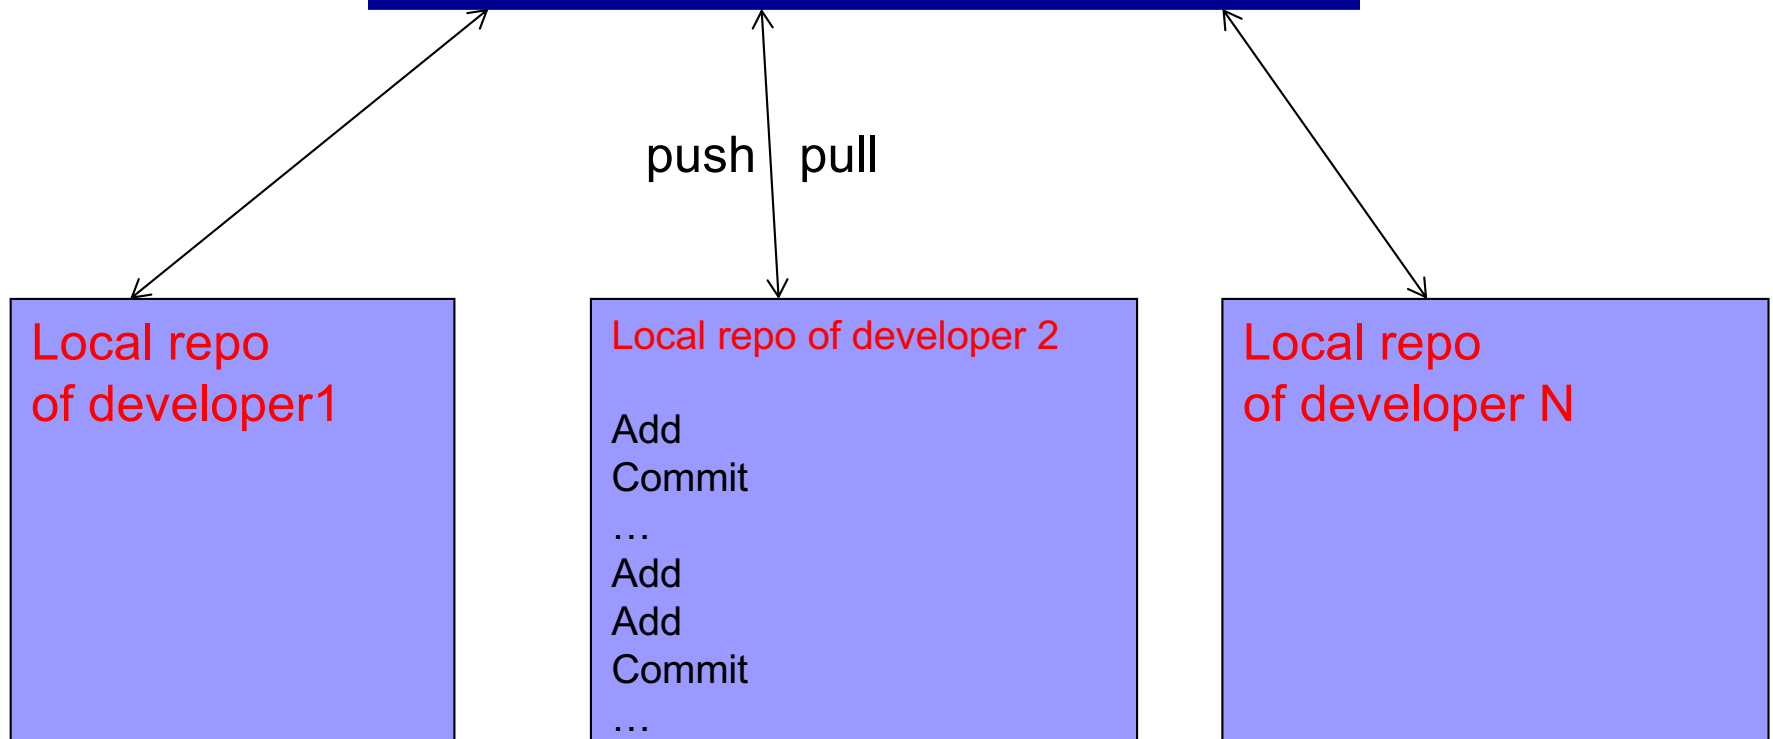 push pull
Local repo
of developer1
Local repo of developer 2
Add
Commit
…
Add
Add
Commit
…
Local repo
of developer N